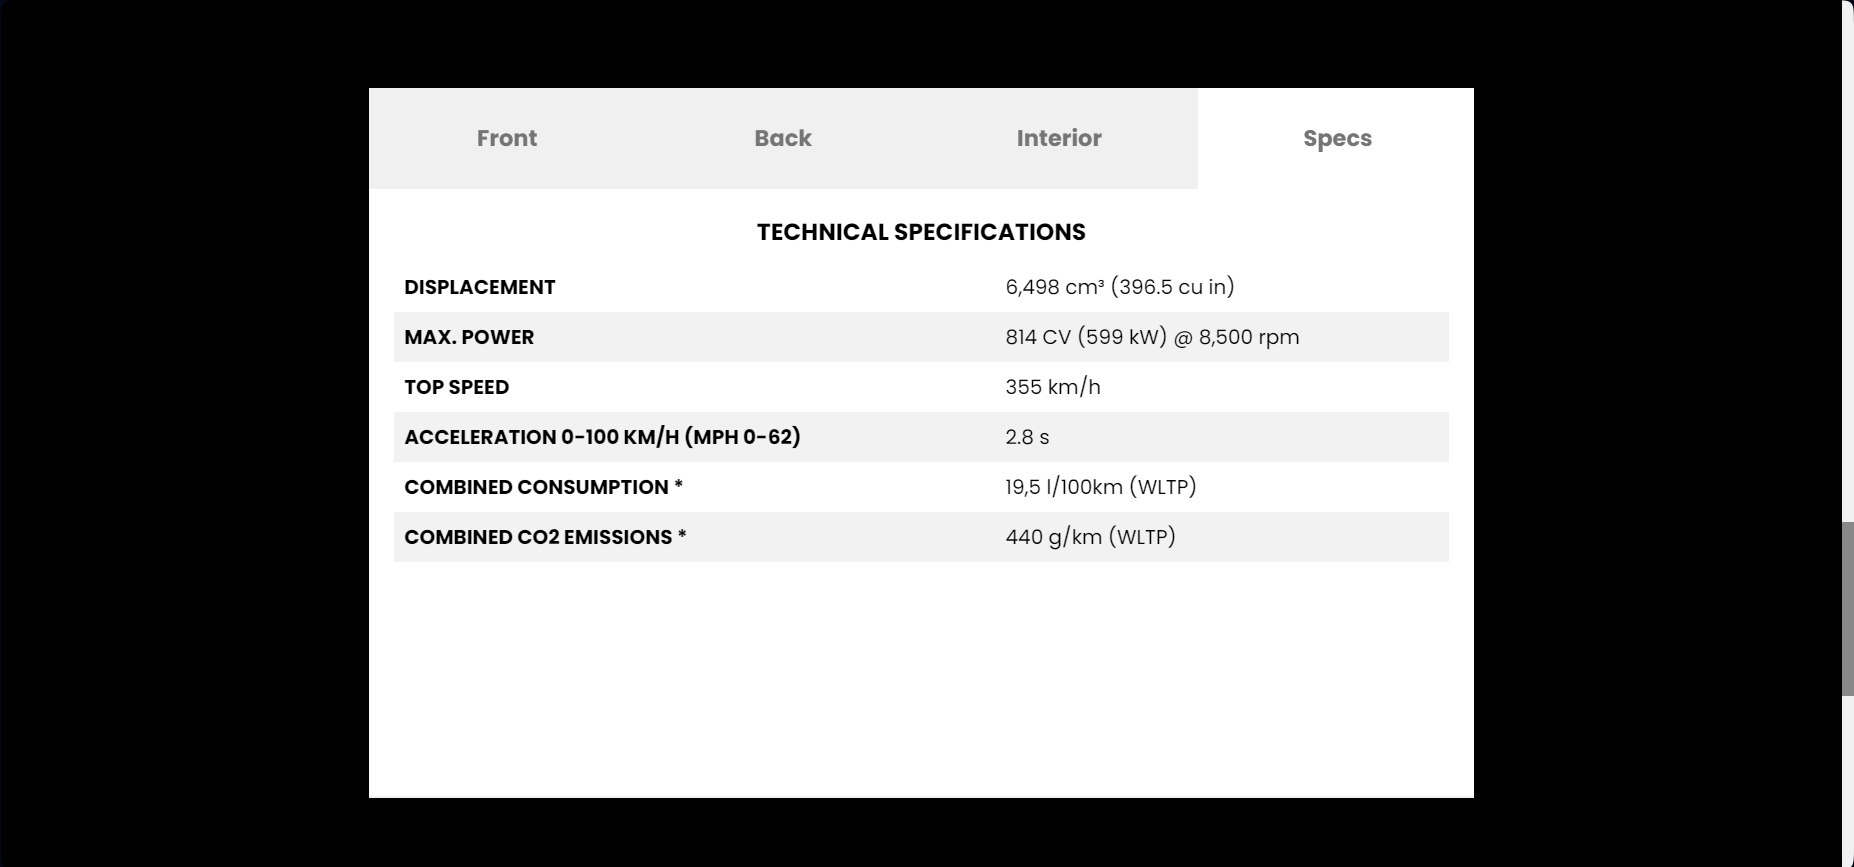 Front Back Interior Specs
TECHNICAL SPECIFICATIONS
DISPLACEMENT 6,498 cm³ (396.5 cu in)
MAX. POWER 814 CV (599 kW) @ 8,500 rpm
TOP SPEED 355 km/h
ACCELERATION 0-100 KM/H (MPH 0-62) 2.8 s
COMBINED CONSUMPTION * 19,5 l/100km (WLTP)
COMBINED CO2 EMISSIONS * 440 g/km (WLTP)